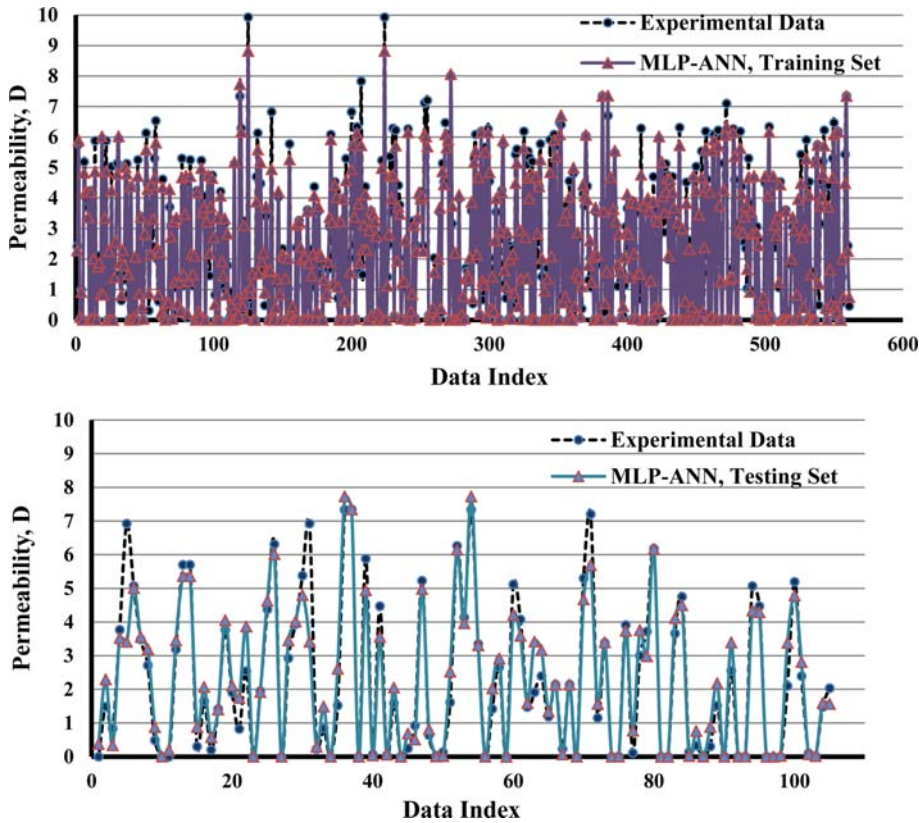 10
9
8
7
6
5
4
3
2
1
0
Permeability, D
Experimental Data
MLP-ANN, Training Set
0 100 200 300 400 500 600
Data Index
10
9
8
7
6
5
4
3
2
1
0
Permeability, D
Experimental Data
MLP-ANN, Testing Set
0 20 40 60 80 100
Data Index